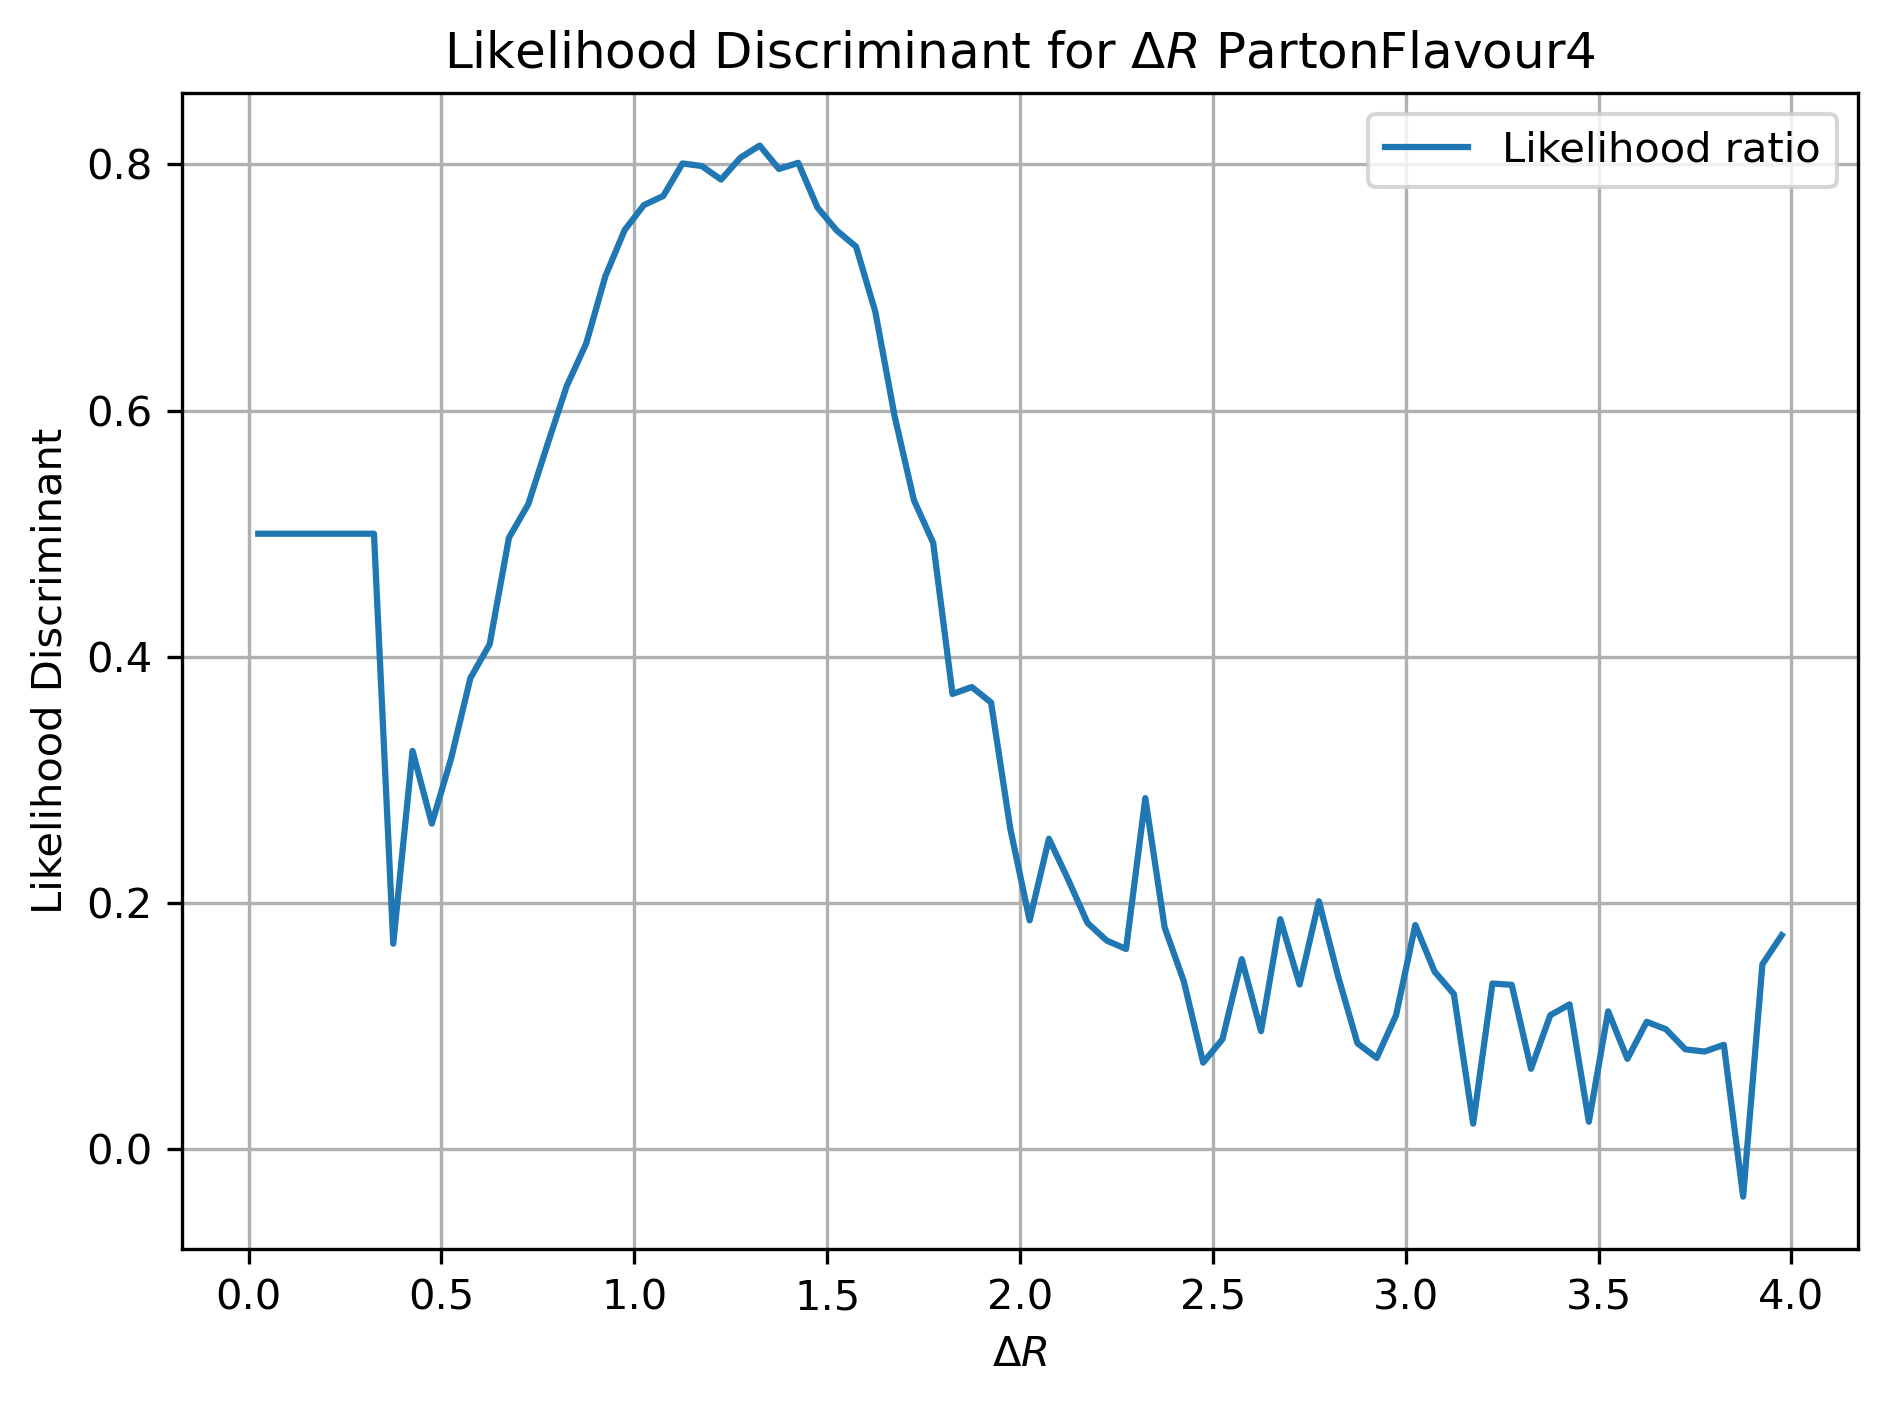 Likelihood Discriminant for ΔR PartonFlavour4
Likelihood ratio
Likelihood Discriminant
0.8
0.6
0.4
0.2
0.0
0.0 0.5 1.0 1.5 2.0 2.5 3.0 3.5 4.0
ΔR